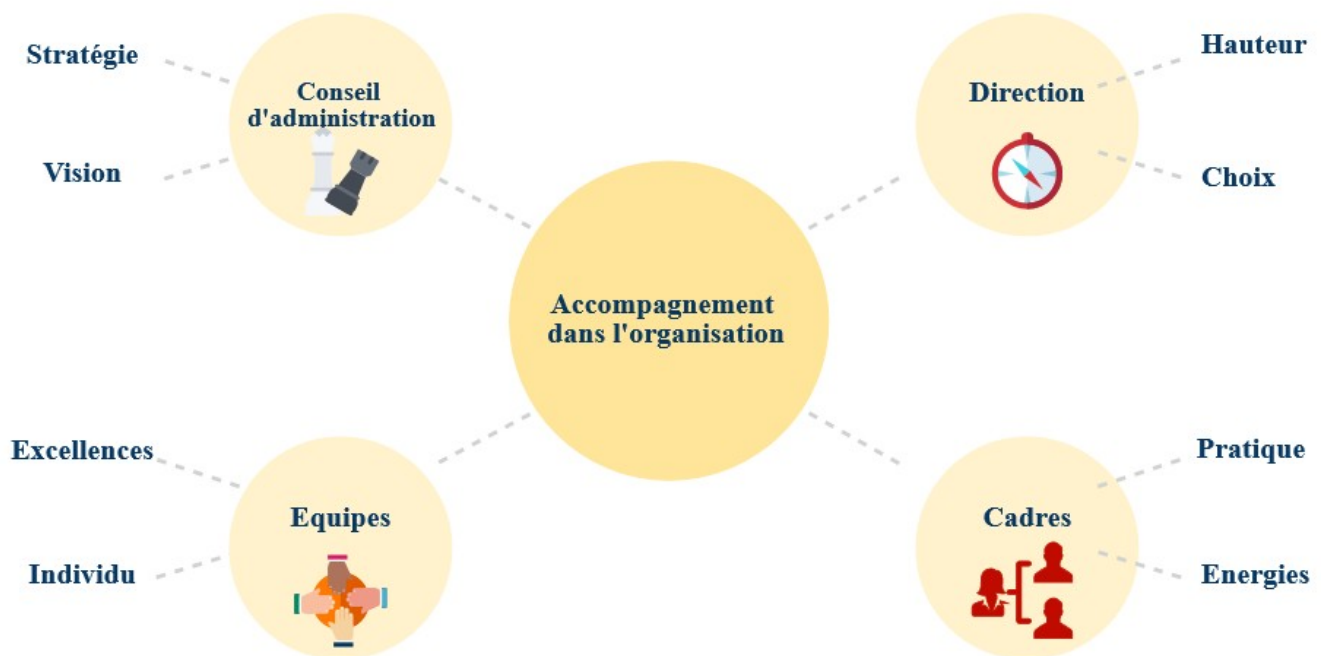 Stratégie
Vision
Conseil
d'administration
Direction
Hauteur
Choix
Accompagnement
dans l'organisation
Excellences
Individu
Equipes
Cadres
Pratique
Energies